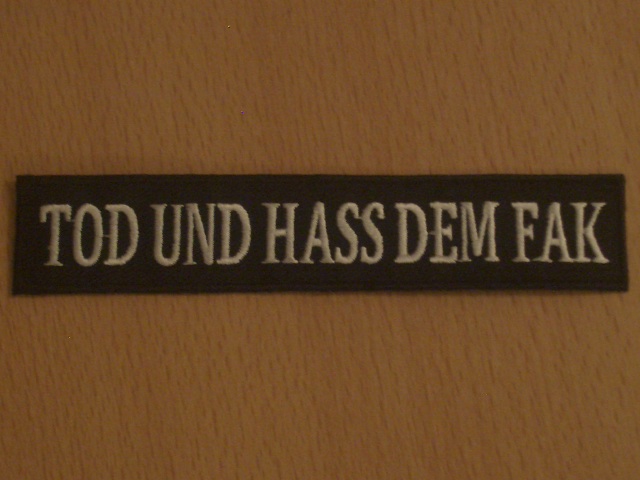 TOD UND HASS DEM FAK